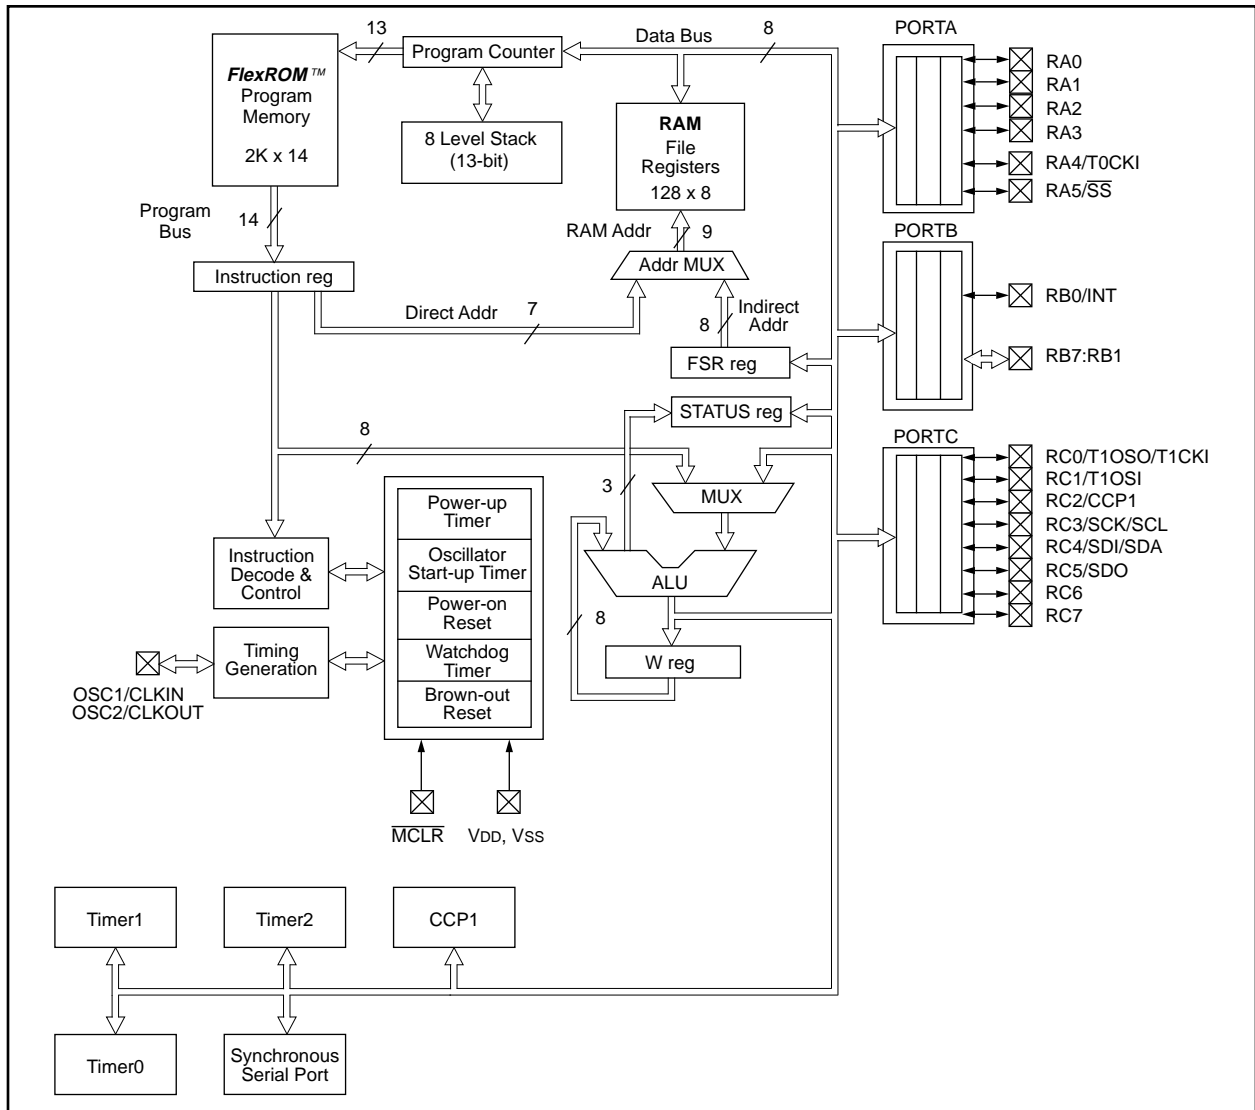 FlexROM™
Program
Memory
2K x 14
13
Program Counter
Data Bus
8
8 Level Stack
(13-bit)
RAM
File
Registers
128 x 8
Program
Bus
14
RAM Addr
9
Instruction reg
Addr MUX
Direct Addr
7
8
Indirect
Addr
FSR reg
STATUS reg
8
3
MUX
ALU
8
W reg
Power-up
Timer
Oscillator
Start-up Timer
Power-on
Reset
Watchdog
Timer
Brown-out
Reset
Instruction
Decode &
Control
Timing
Generation
OSC1/CLKIN
OSC2/CLKOUT
MCLR
VDD, VSS
PORTA
RA0
RA1
RA2
RA3
RA4/T0CKI
RA5/SS
PORTB
RB0/INT
RB7:RB1
PORTC
RC0/T1OSO/T1CKI
RC1/T1OSI
RC2/CCP1
RC3/SCK/SCL
RC4/SDI/SDA
RC5/SDO
RC6
RC7
Timer1
Timer2
CCP1
Timer0
Synchronous
Serial Port